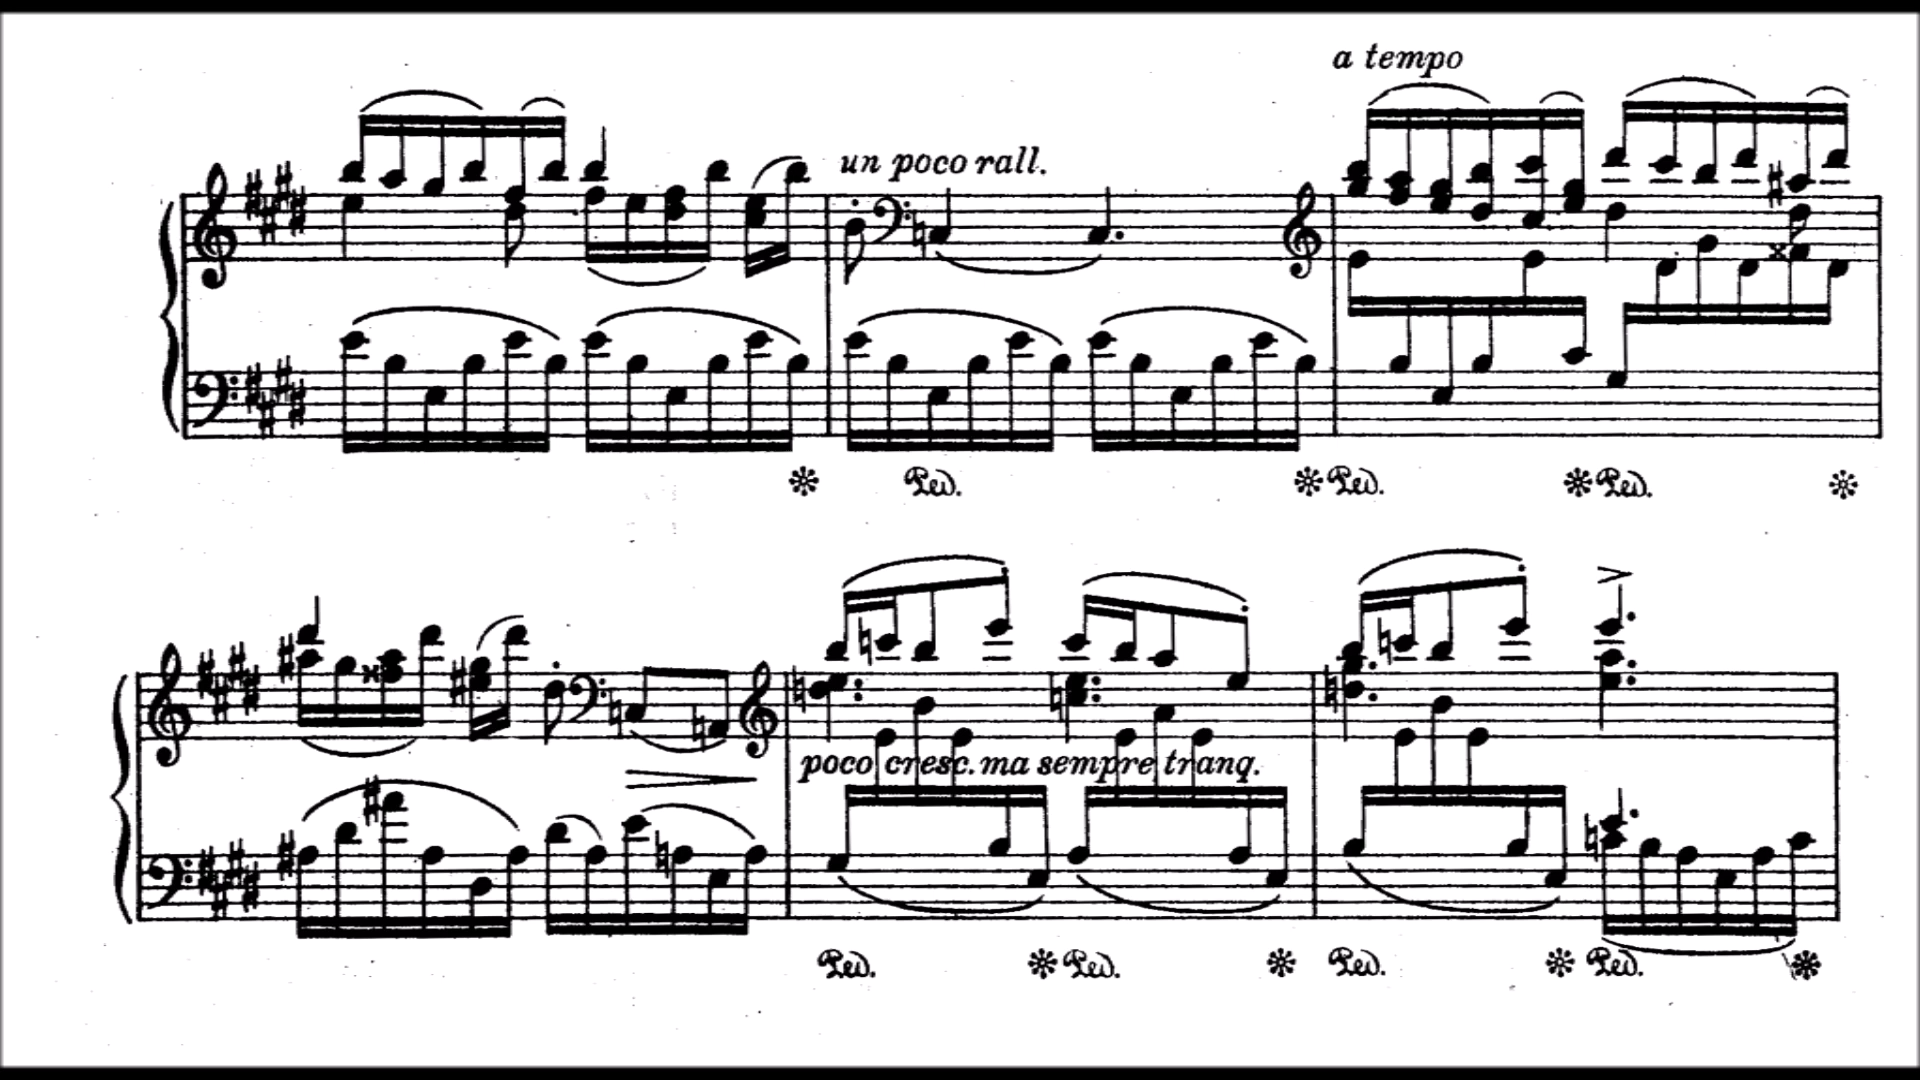 a tempo
un poco rall.
Ped. Ped. Ped.
poco cresc. ma sempre tranq.
Ped. Ped. Ped. Ped.